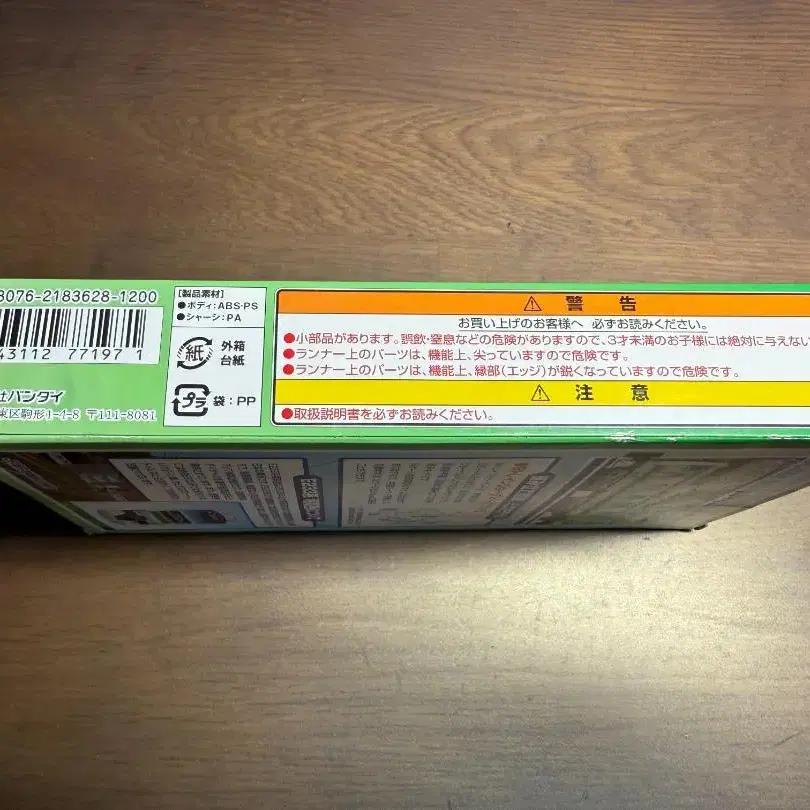 3076-2183628-1200
43112 77197 1
社バンダイ
東区駒形1-4-8 〒111-8081
【製品素材】
●ボディ:ABS・PS
●シャーシ:PA
紙
外箱
台紙
プラ
袋:PP
⚠ 警告
お買い上げのお客様へ 必ずお読みください。
●小部品があります。誤飲・窒息などの危険がありますので、3才未満のお子様には絶対に与えない
●ランナー上のパーツは、機能上、尖っていますので危険です。
●ランナー上のパーツは、機能上、縁部(エッジ)が鋭くなっていますので危険です。
⚠ 注意
●取扱説明書を必ずお読みください。